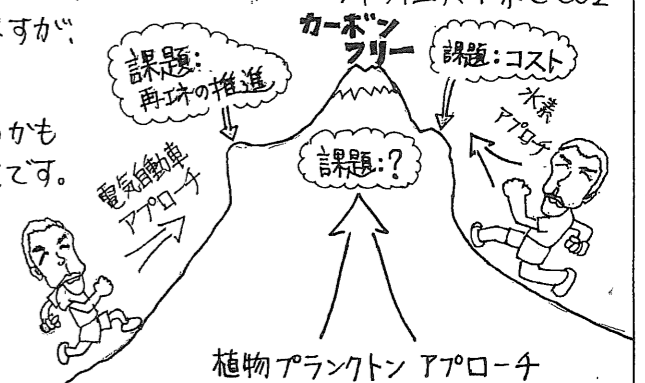 ますが、
カーボン
フリー
課題:
再エネの推進
課題:コスト
かも
です。
電気自動車
アプローチ
課題:?
水素
アプローチ
植物プランクトン アプローチ